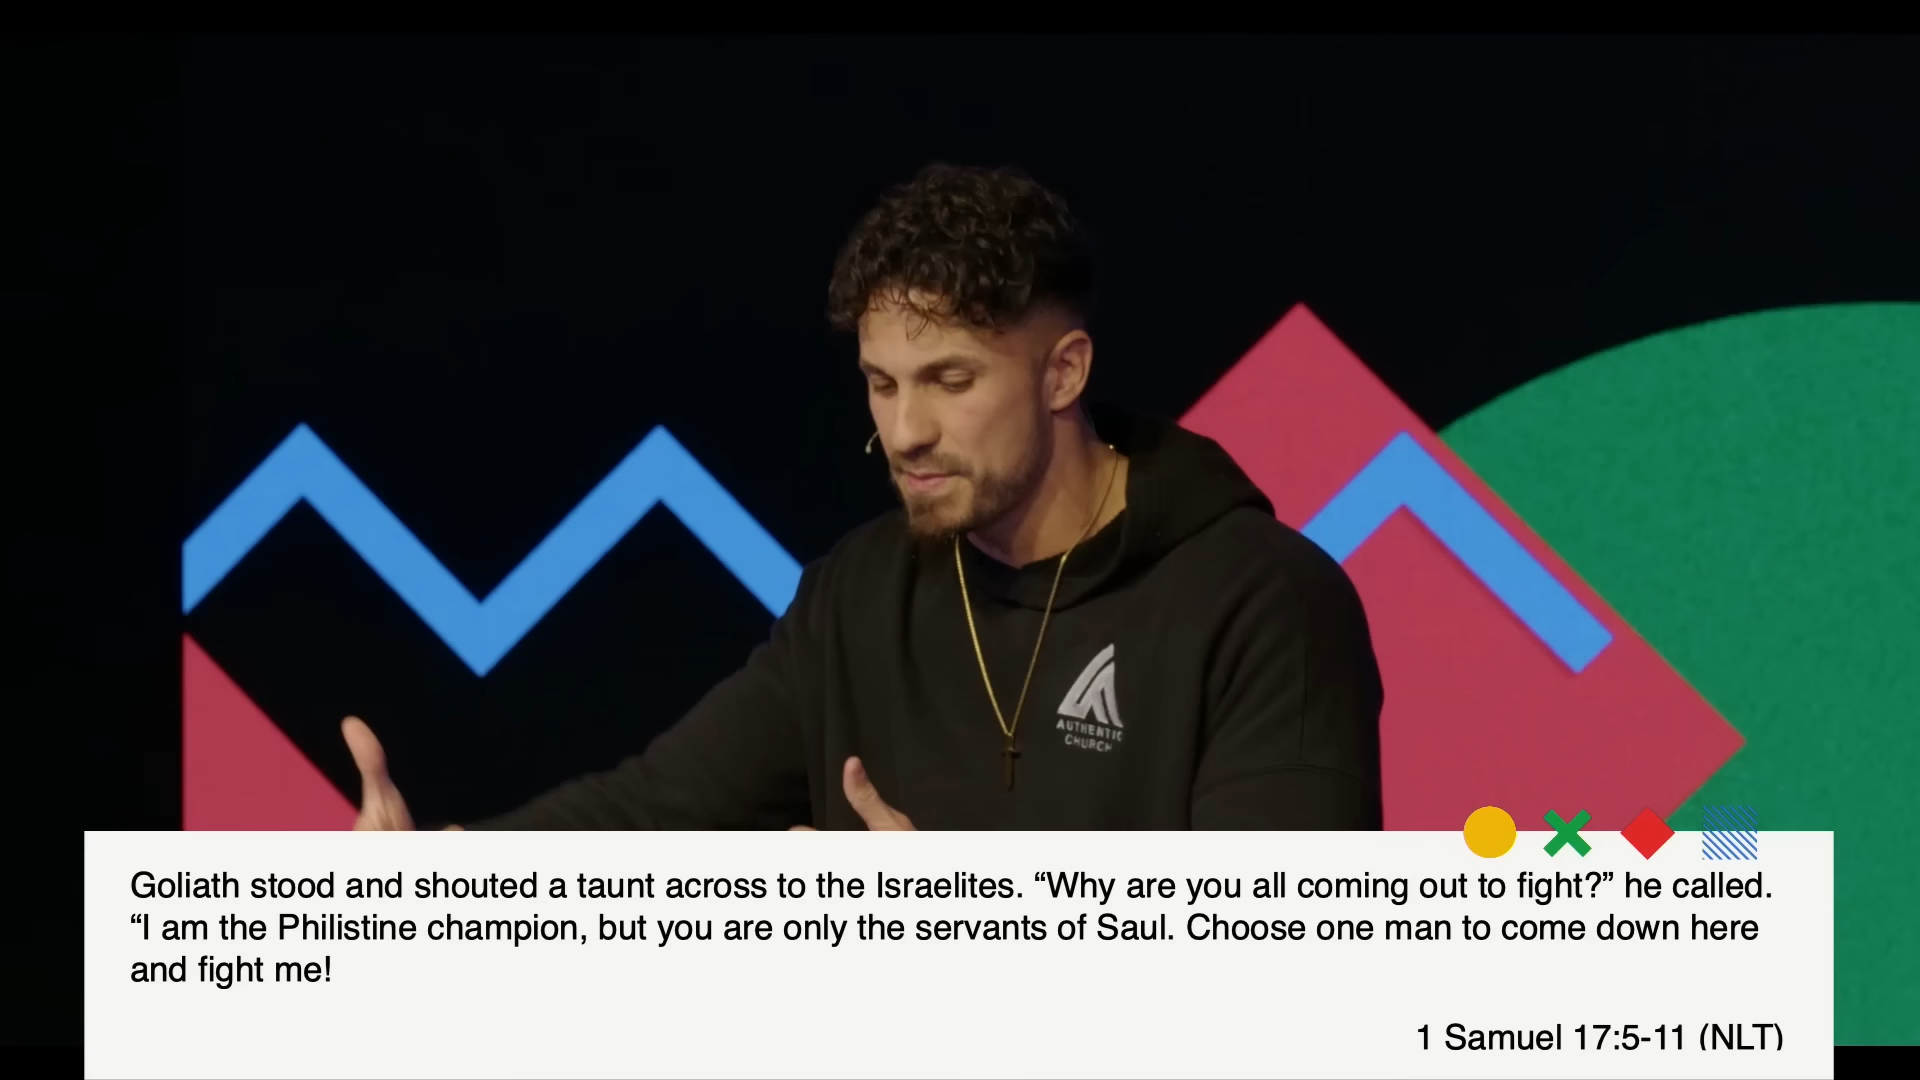 AUTHENTIC
CHURCH
Goliath stood and shouted a taunt across to the Israelites. “Why are you all coming out to fight?” he called.
“I am the Philistine champion, but you are only the servants of Saul. Choose one man to come down here
and fight me!
1 Samuel 17:5-11 (NLT)